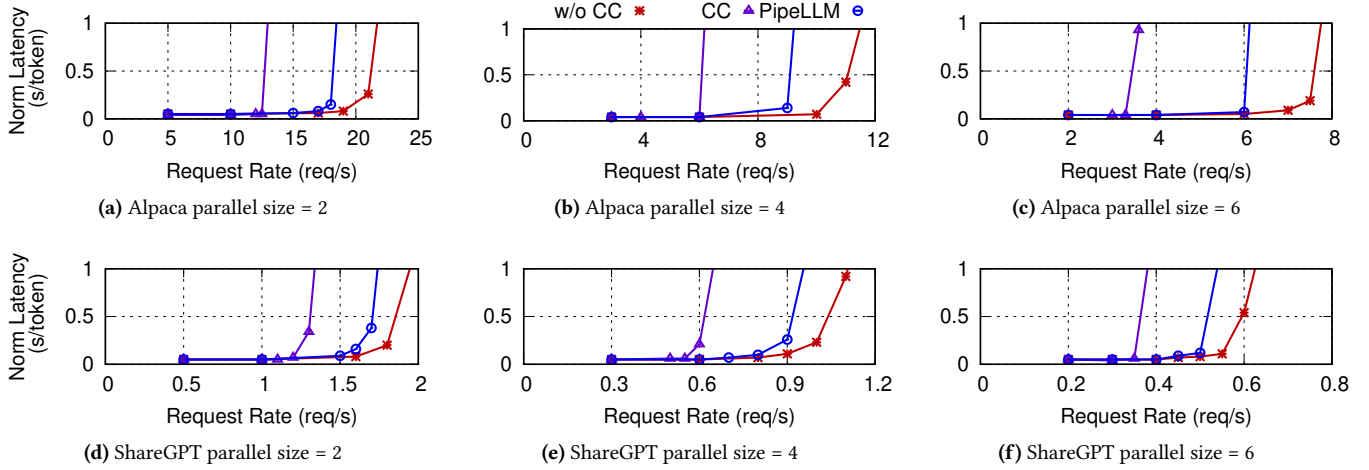 w/o CC CC PipeLLM
Norm Latency
(s/token)
1
0.5
0
0 5 10 15 20 25
Request Rate (req/s)
(a) Alpaca parallel size = 2
1
0.5
0
0 4 8 12
Request Rate (req/s)
(b) Alpaca parallel size = 4
1
0.5
0
0 2 4 6 8
Request Rate (req/s)
(c) Alpaca parallel size = 6
Norm Latency
(s/token)
1
0.5
0
0 0.5 1 1.5 2
Request Rate (req/s)
(d) ShareGPT parallel size = 2
1
0.5
0
0 0.3 0.6 0.9 1.2
Request Rate (req/s)
(e) ShareGPT parallel size = 4
1
0.5
0
0 0.2 0.4 0.6 0.8
Request Rate (req/s)
(f) ShareGPT parallel size = 6